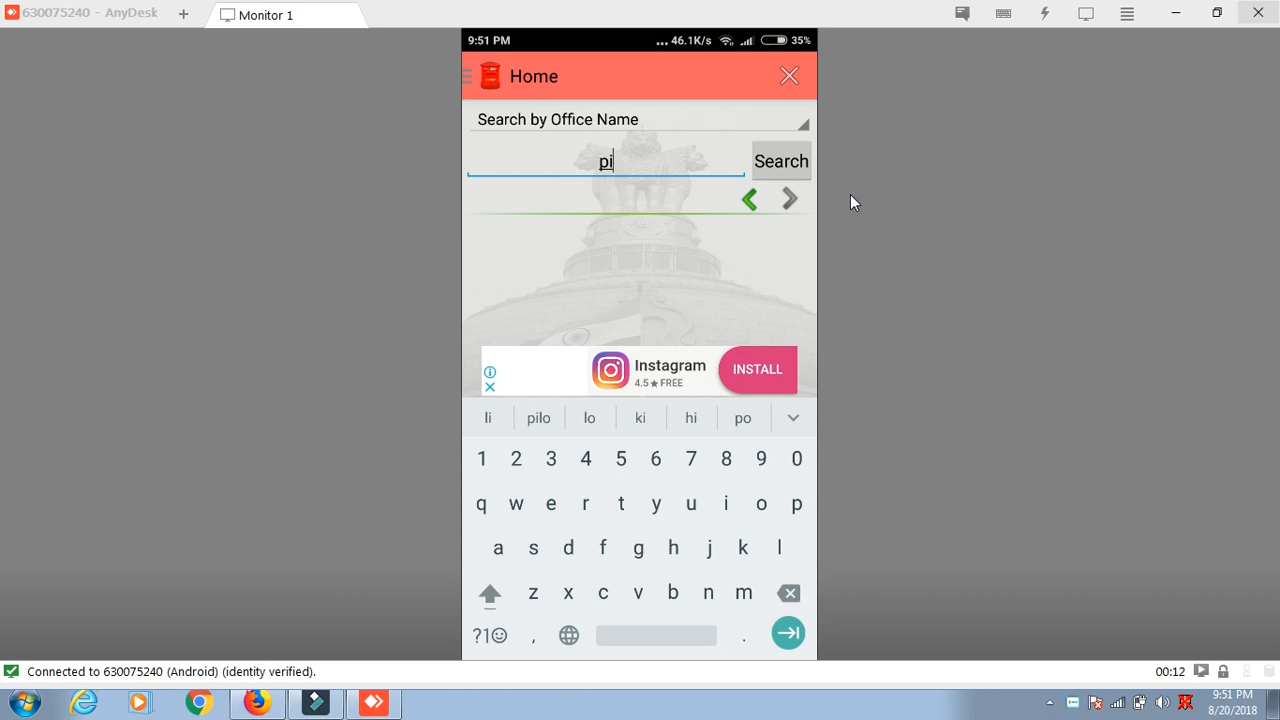 630075240 - AnyDesk
Monitor 1
9:51 PM ... 46.1K/s 35%
Home
Search by Office Name
pi
Search
Instagram
4.5★FREE
INSTALL
li pilo lo ki hi po
1 2 3 4 5 6 7 8 9 0
q w e r t y u i o p
a s d f g h j k l
z x c v b n m
?1☺ , .
Connected to 630075240 (Android) (identity verified). 00:12
9:51 PM
8/20/2018